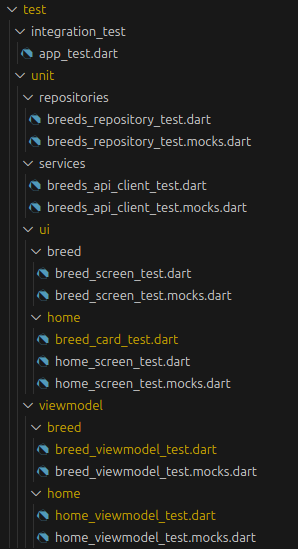 test
integration_test
app_test.dart
unit
repositories
breeds_repository_test.dart
breeds_repository_test.mocks.dart
services
breeds_api_client_test.dart
breeds_api_client_test.mocks.dart
ui
breed
breed_screen_test.dart
breed_screen_test.mocks.dart
home
breed_card_test.dart
home_screen_test.dart
home_screen_test.mocks.dart
viewmodel
breed
breed_viewmodel_test.dart
breed_viewmodel_test.mocks.dart
home
home_viewmodel_test.dart
home_viewmodel_test.mocks.dart